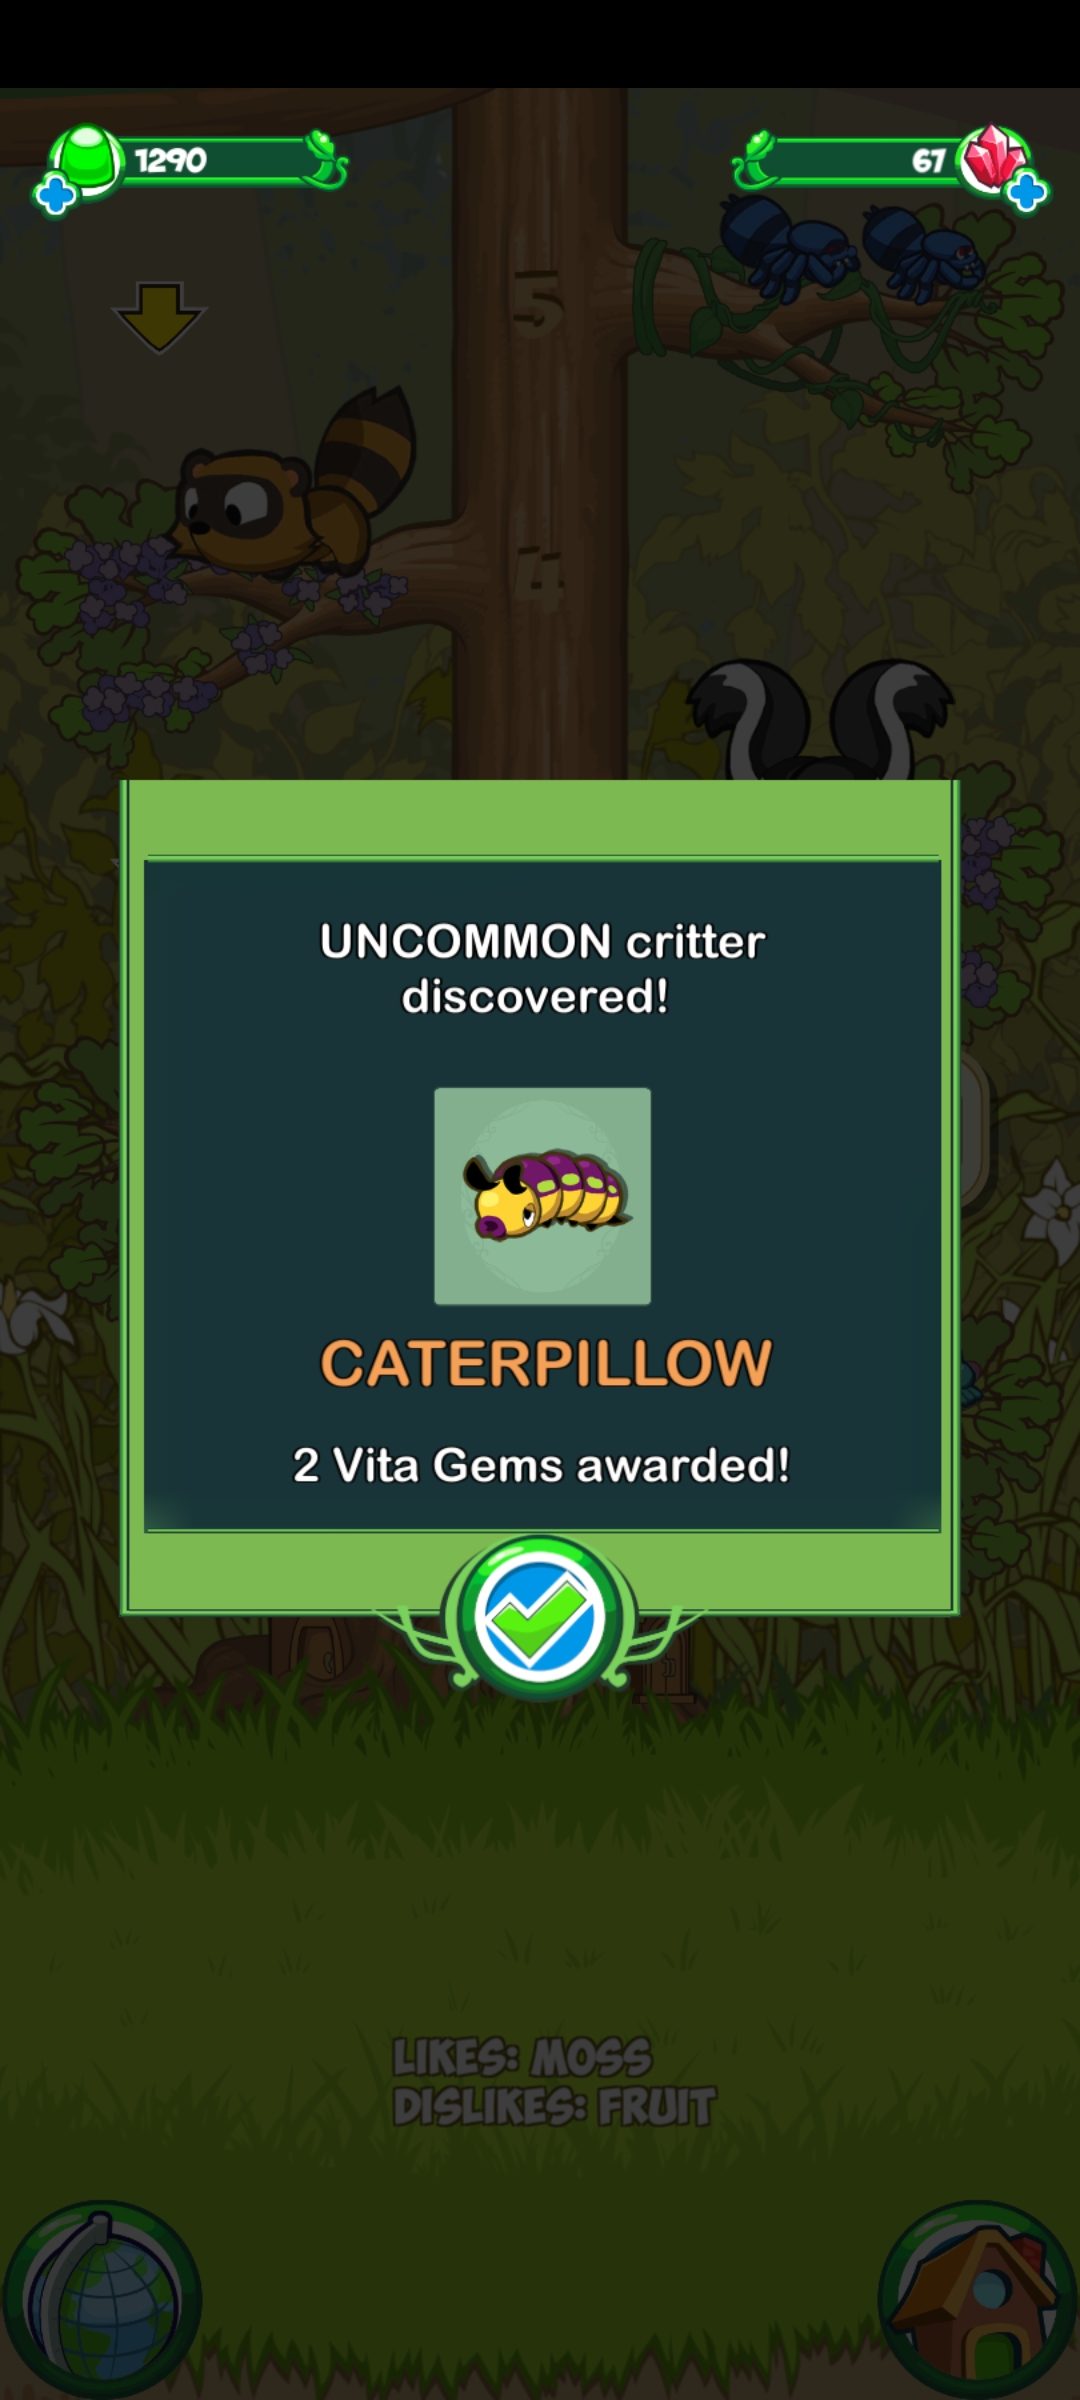 1290
67
5
4
UNCOMMON critter
discovered!
CATERPILLOW
2 Vita Gems awarded!
LIKES: MOSS
DISLIKES: FRUIT